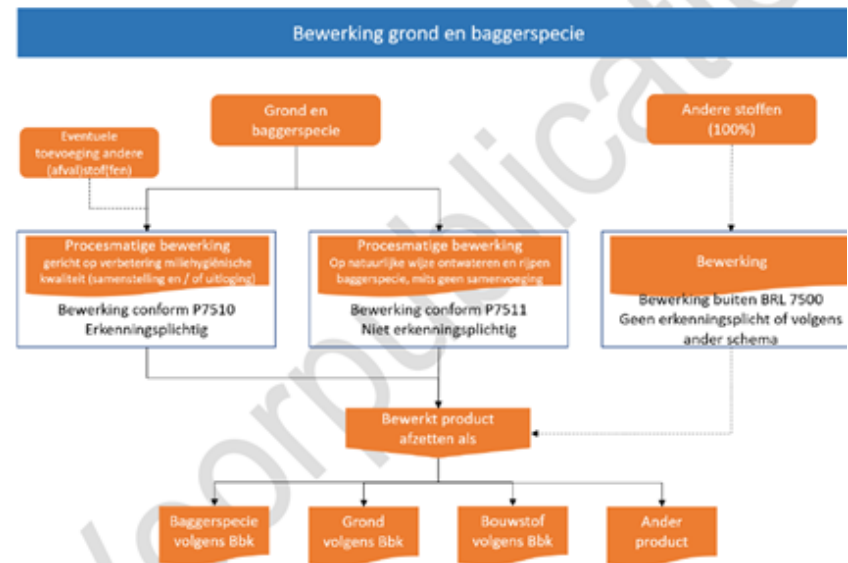 Bewerking grond en baggerspecie
Grond en
baggerspecie
Andere stoffen
(100%)
Eventuele
toevoeging andere
(afval)stof(fen)
Procesmatige bewerking
gericht op verbetering miliehygiënische
kwaliteit (samenstelling en / of uitloging)
Bewerking conform P7510
Erkenningsplichtig
Procesmatige bewerking
Op natuurlijke wijze ontwateren en rijpen
baggerspecie, mits geen samenvoeging
Bewerking conform P7511
Niet erkenningsplichtig
Bewerking
Bewerking buiten BRL 7500
Geen erkenningsplicht of volgens
ander schema
Bewerkt product
afzetten als
Baggerspecie
volgens Bbk
Grond
volgens Bbk
Bouwstof
volgens Bbk
Ander
product
voorpublicatie